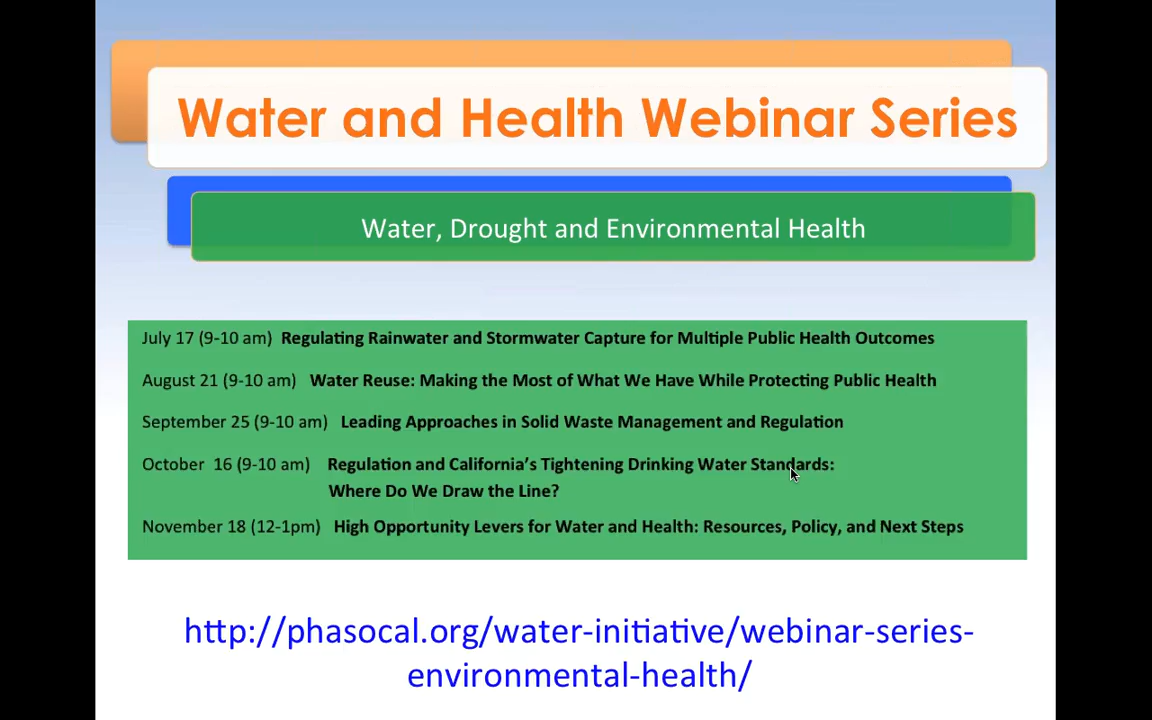 Water and Health Webinar Series
Water, Drought and Environmental Health
July 17 (9-10 am) Regulating Rainwater and Stormwater Capture for Multiple Public Health Outcomes
August 21 (9-10 am) Water Reuse: Making the Most of What We Have While Protecting Public Health
September 25 (9-10 am) Leading Approaches in Solid Waste Management and Regulation
October 16 (9-10 am) Regulation and California’s Tightening Drinking Water Standards:
Where Do We Draw the Line?
November 18 (12-1pm) High Opportunity Levers for Water and Health: Resources, Policy, and Next Steps
http://phasocal.org/water-initiative/webinar-series-
environmental-health/